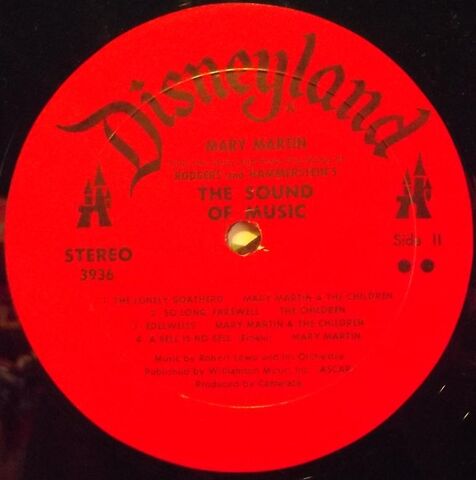 Disneyland
MARY MARTIN
RODGERS and HAMMERSTEIN'S
THE SOUND
OF MUSIC
STEREO
3936
Side II
1. THE LONELY GOATHERD MARY MARTIN & THE CHILDREN
2. SO LONG, FAREWELL THE CHILDREN
3. EDELWEISS MARY MARTIN & THE CHILDREN
4. A BELL IS NO BELL MARY MARTIN
Music by Robert and his Orchestra
Published by Williamson Music, Inc. ASCAP
Produced by Camarata